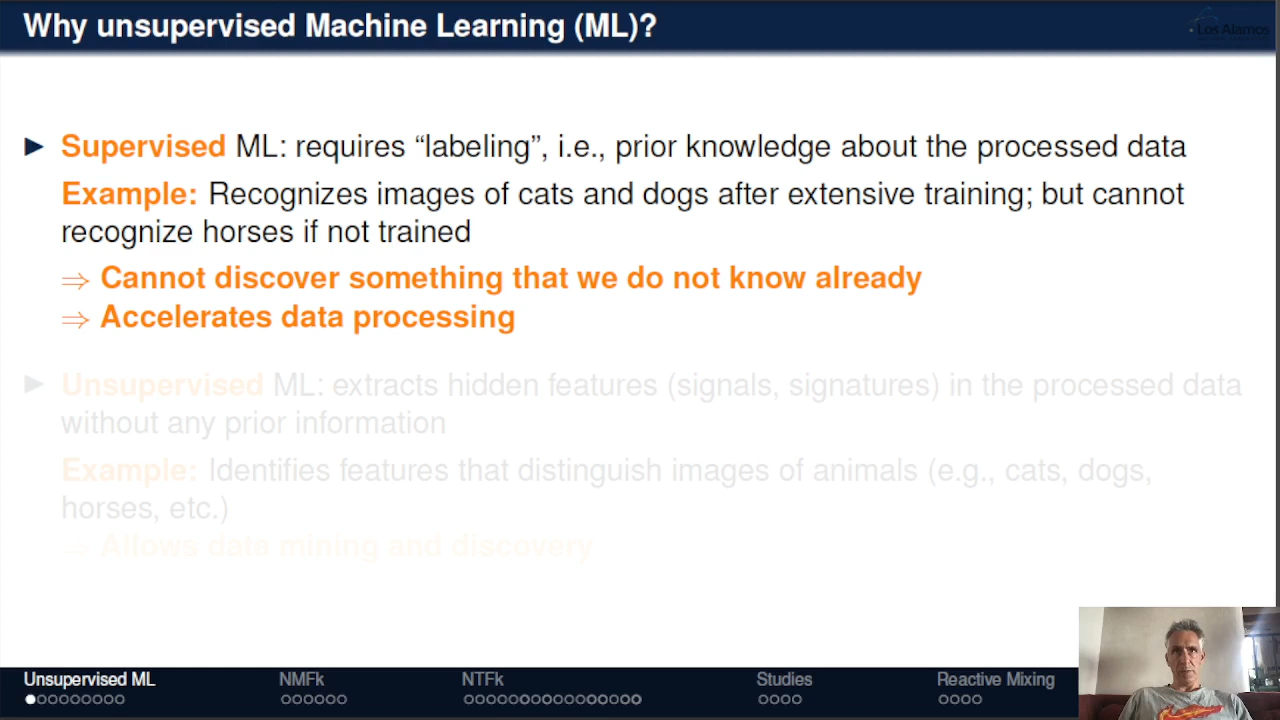 Why unsupervised Machine Learning (ML)?
Los Alamos
► Supervised ML: requires “labeling”, i.e., prior knowledge about the processed data
Example: Recognizes images of cats and dogs after extensive training; but cannot
recognize horses if not trained
⇒ Cannot discover something that we do not know already
⇒ Accelerates data processing
► Unsupervised ML: extracts hidden features (signals, signatures) in the processed data
without any prior information
Example: Identifies features that distinguish images of animals (e.g., cats, dogs,
horses, etc.)
⇒ Allows data mining and discovery
Unsupervised ML NMFk NTFk Studies Reactive Mixing